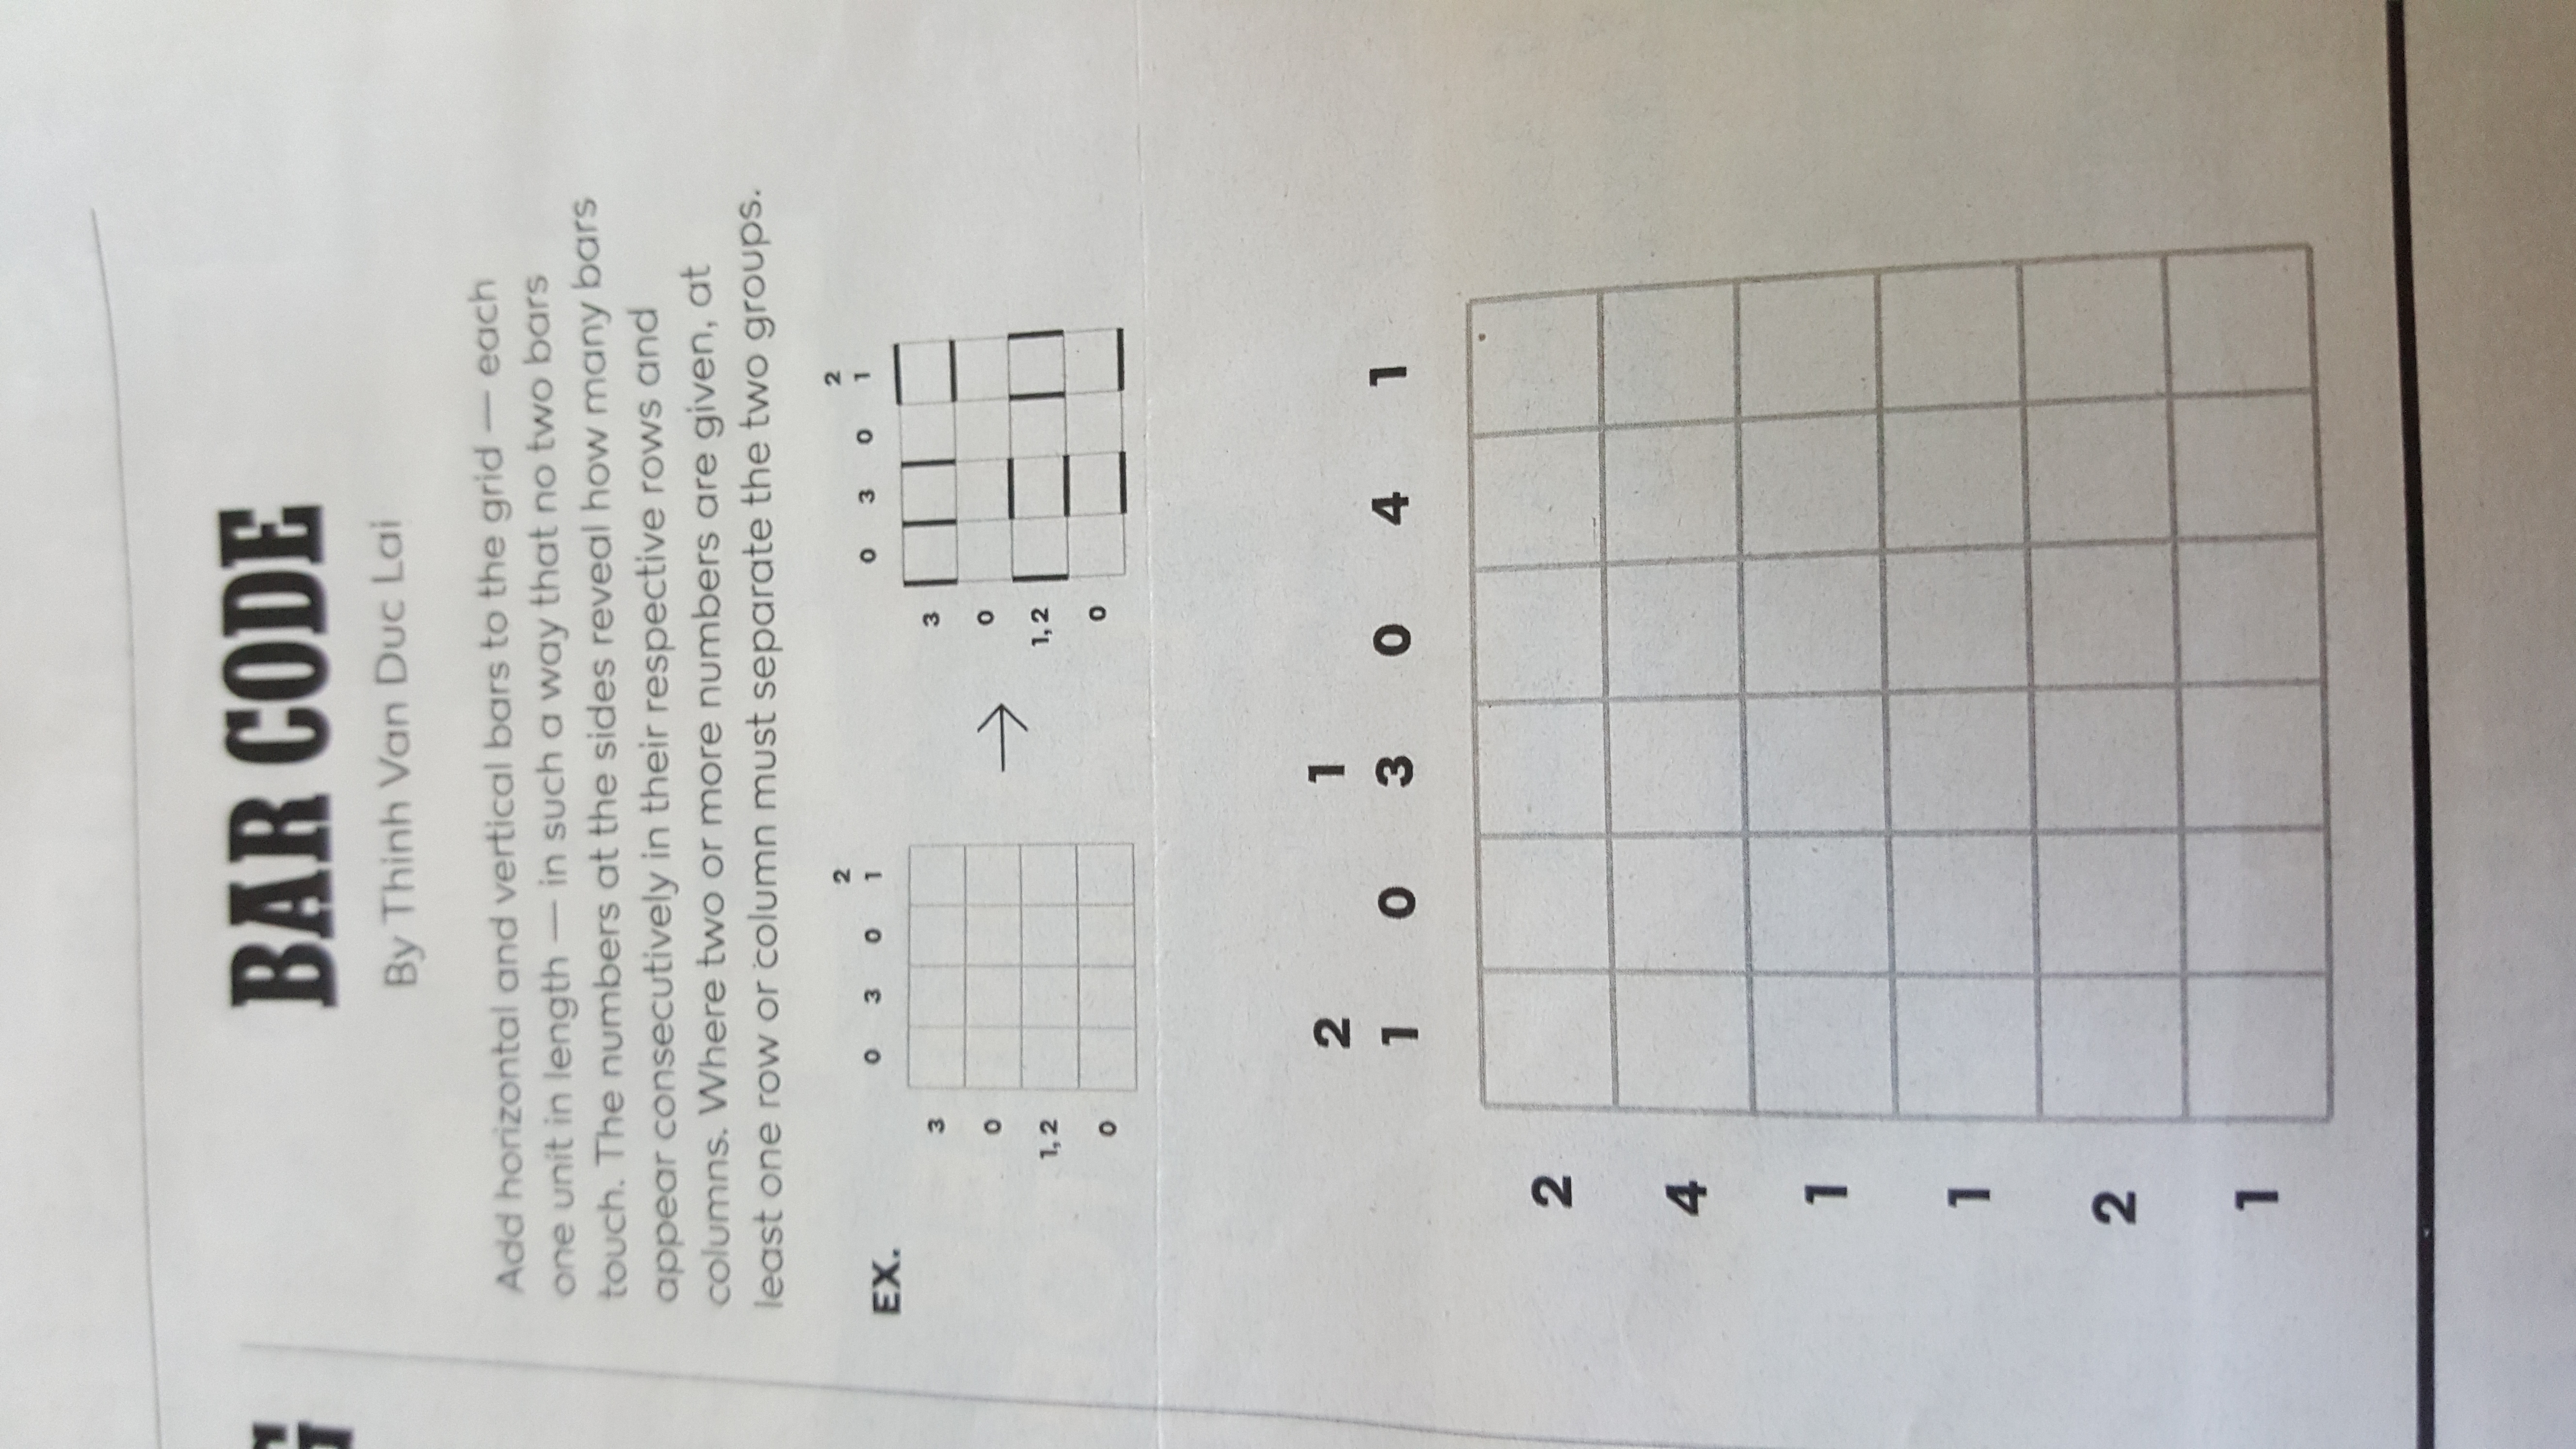 G
BAR CODE
By Thinh Van Duc Lai
Add horizontal and vertical bars to the grid — each
one unit in length — in such a way that no two bars
touch. The numbers at the sides reveal how many bars
appear consecutively in their respective rows and
columns. Where two or more numbers are given, at
least one row or column must separate the two groups.
EX.
2
0 3 0 1
3
0
1, 2
0
2
0 3 0 1
3
0
1, 2
0
2 1
1 0 3 0 4 1
2
4
1
1
2
1